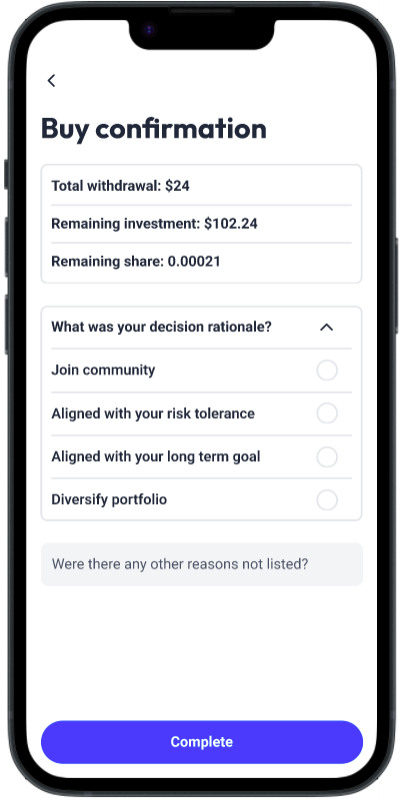 Buy confirmation
Total withdrawal: $24
Remaining investment: $102.24
Remaining share: 0.00021
What was your decision rationale?
Join community
Aligned with your risk tolerance
Aligned with your long term goal
Diversify portfolio
Were there any other reasons not listed?
Complete